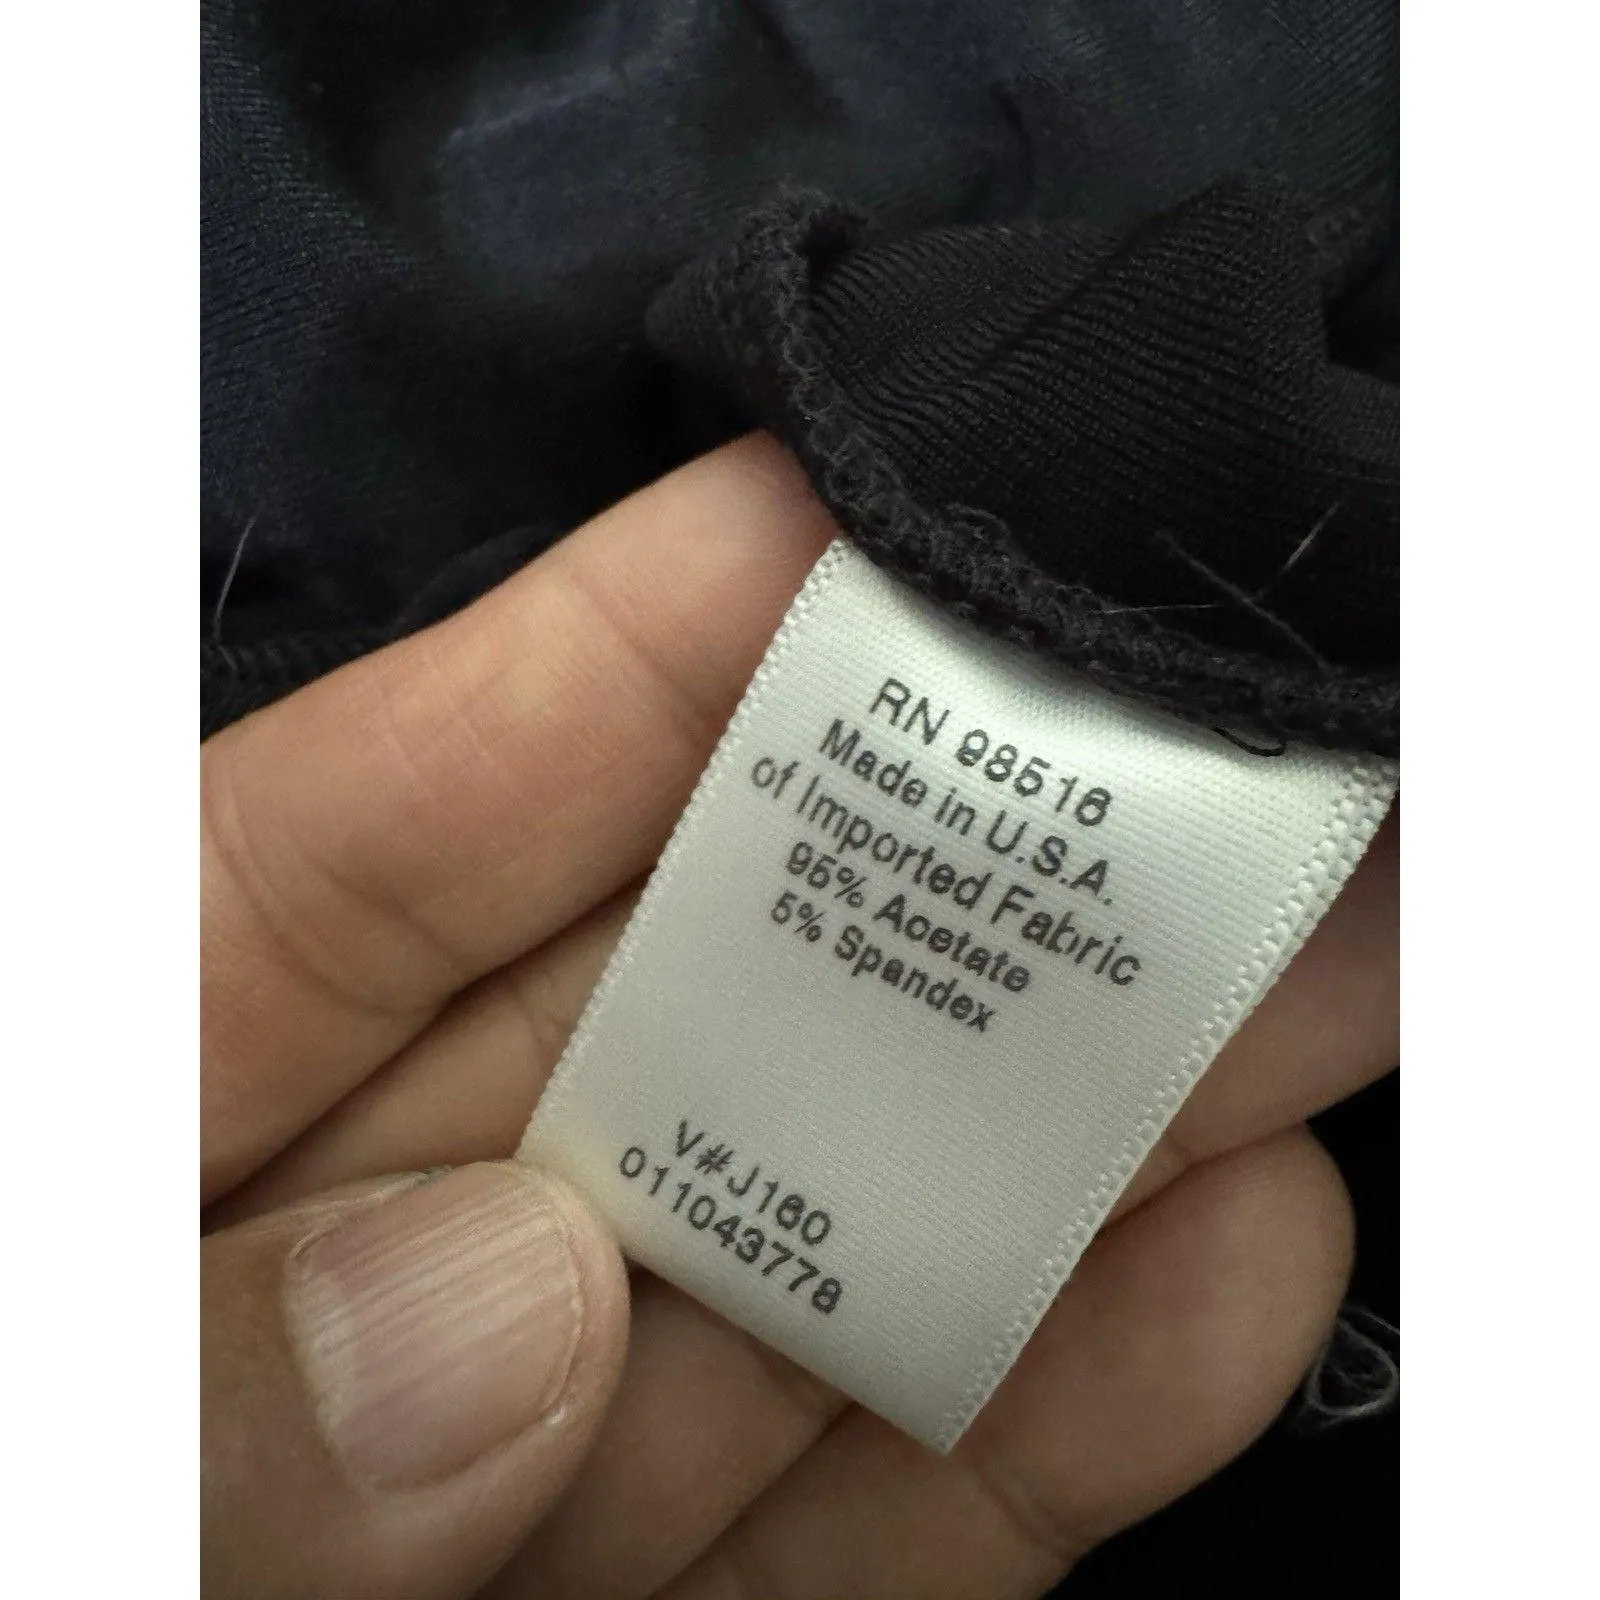 RN 98516
Made in U.S.A.
of Imported Fabric
95% Acetate
5% Spandex
V#J160
011043778